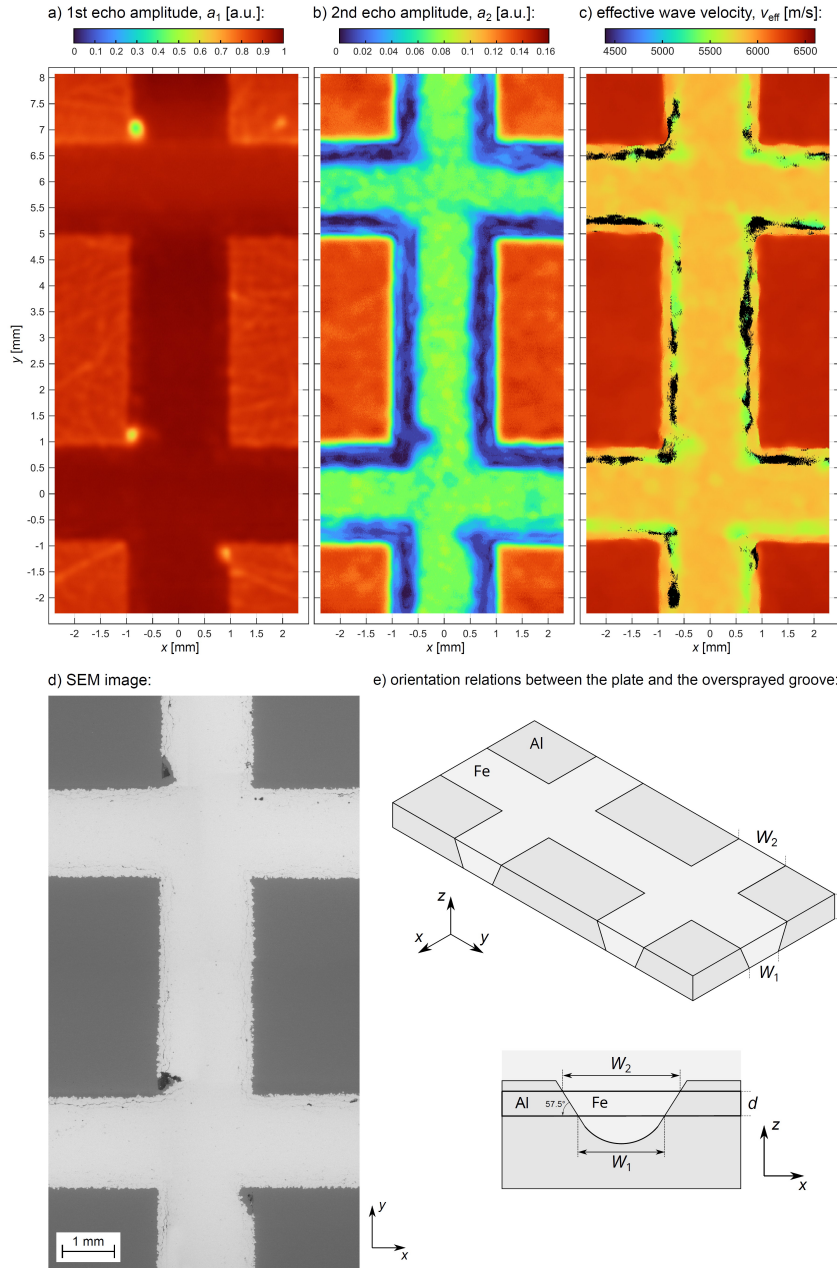 a) 1st echo amplitude, a1 [a.u.]:
0 0.1 0.2 0.3 0.4 0.5 0.6 0.7 0.8 0.9 1
b) 2nd echo amplitude, a2 [a.u.]:
0 0.02 0.04 0.06 0.08 0.1 0.12 0.14 0.16
c) effective wave velocity, veff [m/s]:
4500 5000 5500 6000 6500
8
7.5
7
6.5
6
5.5
5
4.5
4
3.5
3
2.5
2
1.5
1
0.5
0
-0.5
-1
-1.5
-2
y [mm]
-2 -1.5 -1 -0.5 0 0.5 1 1.5 2
x [mm]
-2 -1.5 -1 -0.5 0 0.5 1 1.5 2
x [mm]
-2 -1.5 -1 -0.5 0 0.5 1 1.5 2
x [mm]
d) SEM image:
1 mm
y
x
e) orientation relations between the plate and the oversprayed groove:
Al
Fe
W2
W1
z
x
y
W2
Al
57.5°
Fe
d
W1
z
x